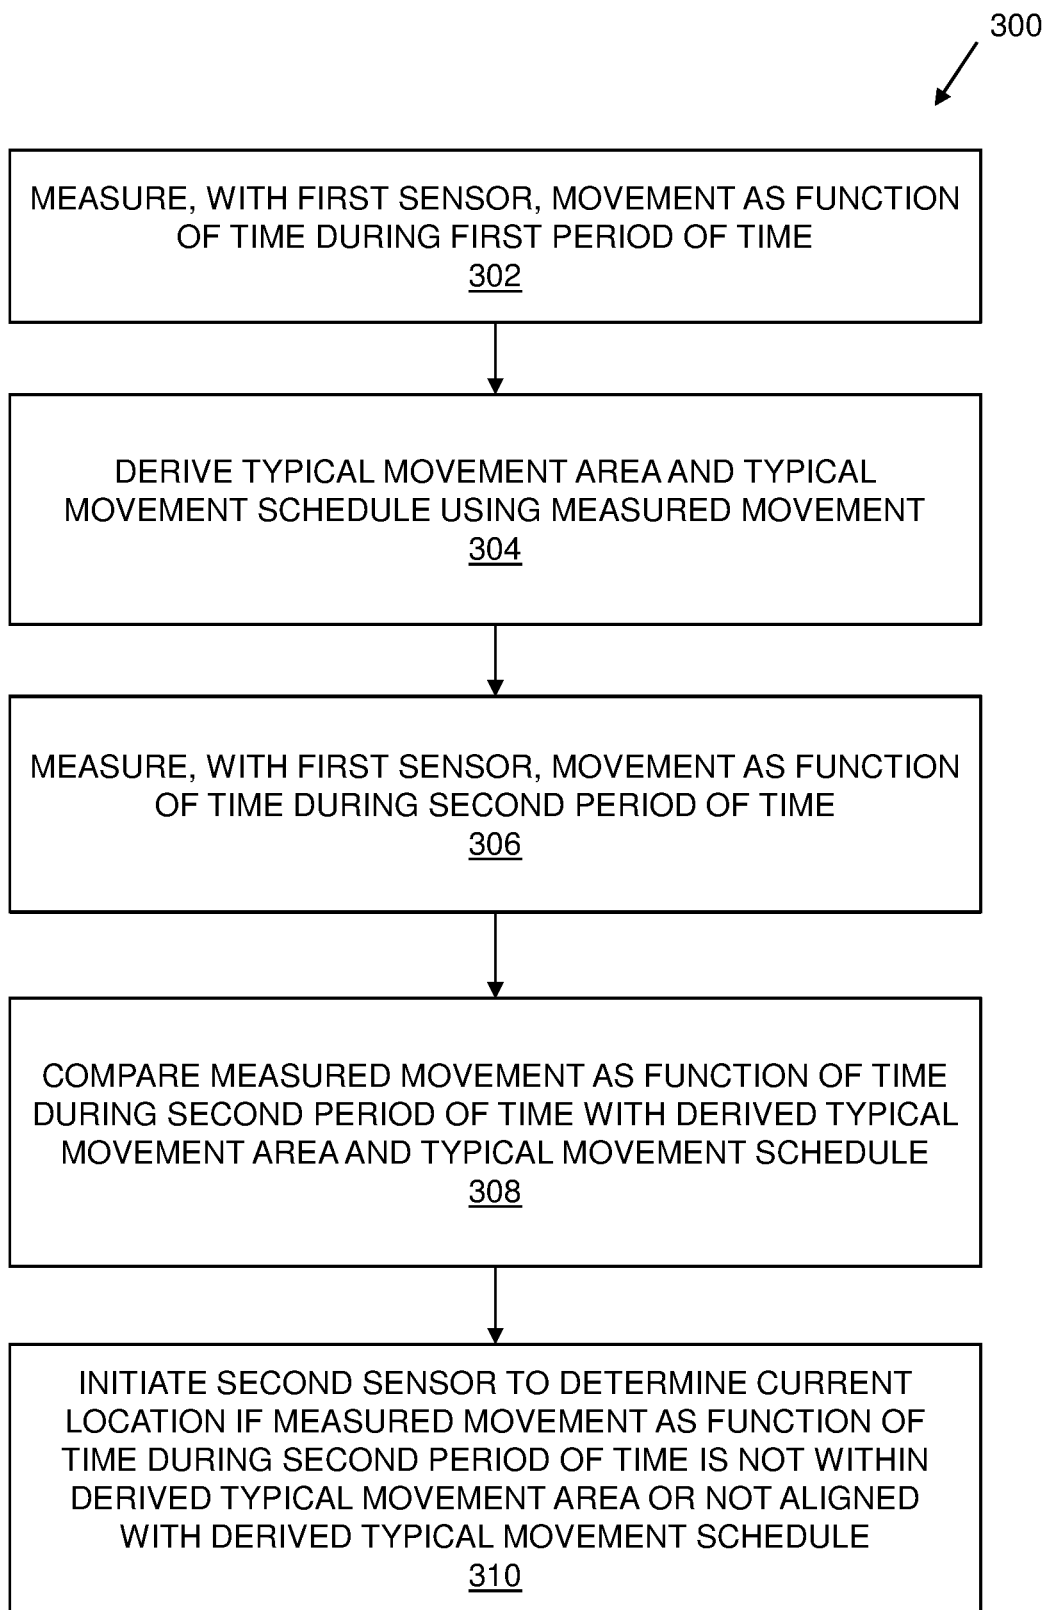 300
MEASURE, WITH FIRST SENSOR, MOVEMENT AS FUNCTION
OF TIME DURING FIRST PERIOD OF TIME
302
DERIVE TYPICAL MOVEMENT AREA AND TYPICAL
MOVEMENT SCHEDULE USING MEASURED MOVEMENT
304
MEASURE, WITH FIRST SENSOR, MOVEMENT AS FUNCTION
OF TIME DURING SECOND PERIOD OF TIME
306
COMPARE MEASURED MOVEMENT AS FUNCTION OF TIME
DURING SECOND PERIOD OF TIME WITH DERIVED TYPICAL
MOVEMENT AREA AND TYPICAL MOVEMENT SCHEDULE
308
INITIATE SECOND SENSOR TO DETERMINE CURRENT
LOCATION IF MEASURED MOVEMENT AS FUNCTION OF
TIME DURING SECOND PERIOD OF TIME IS NOT WITHIN
DERIVED TYPICAL MOVEMENT AREA OR NOT ALIGNED
WITH DERIVED TYPICAL MOVEMENT SCHEDULE
310